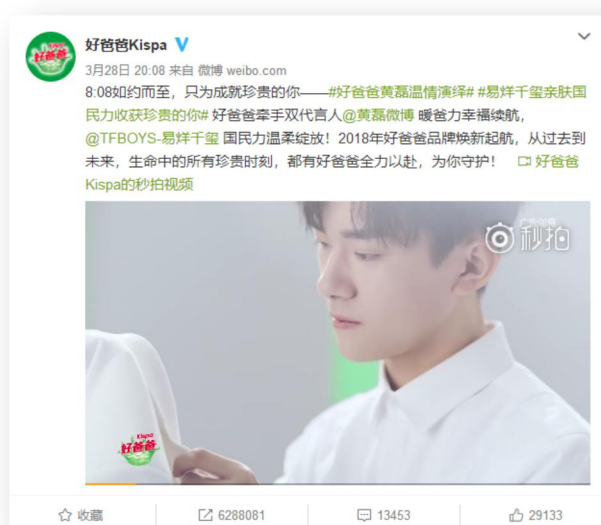 好爸爸Kispa
3月28日 20:08 来自 微博 weibo.com
8:08如约而至，只为成就珍贵的你——#好爸爸黄磊温情演绎# #易烊千玺亲肤国
民力收获珍贵的你# 好爸爸牵手双代言人@黄磊微博 暖爸力幸福续航，
@TFBOYS-易烊千玺 国民力温柔绽放！2018年好爸爸品牌焕新起航，从过去到
未来，生命中的所有珍贵时刻，都有好爸爸全力以赴，为你守护！ 好爸爸
Kispa的秒拍视频
秒拍
Kispa
好爸爸
收藏
6288081
13453
29133